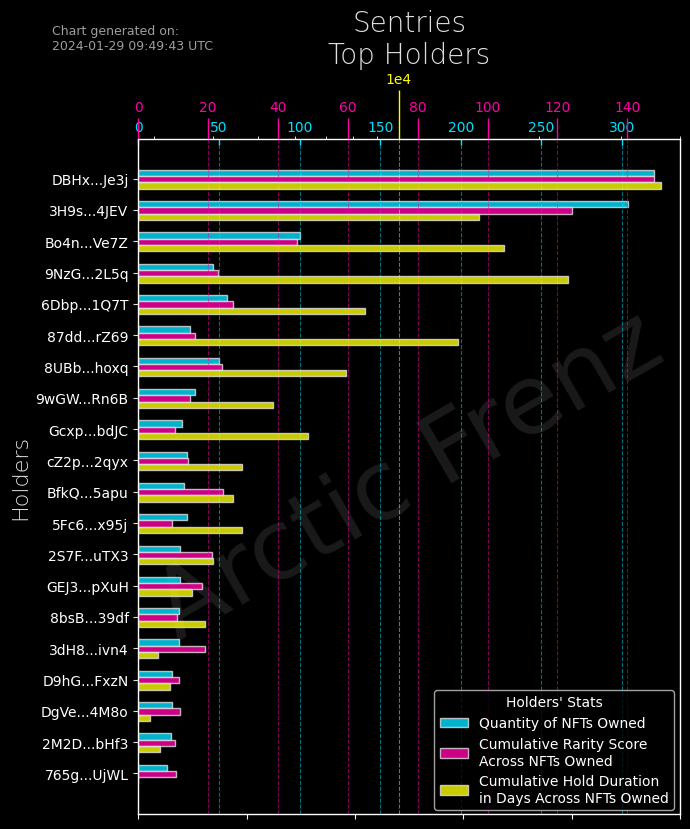 Chart generated on:
2024-01-29 09:49:43 UTC
Sentries
Top Holders
1e4
0 20 40 60 80 100 120 140
0 50 100 150 200 250 300
Holders
DBHx...Je3j
3H9s...4JEV
Bo4n...Ve7Z
9NzG...2L5q
6Dbp...1Q7T
87dd...rZ69
8UBb...hoxq
9wGW...Rn6B
Gcxp...bdJC
cZ2p...2qyx
BfkQ...5apu
5Fc6...x95j
2S7F...uTX3
GEJ3...pXuH
8bsB...39df
3dH8...ivn4
D9hG...FxzN
DgVe...4M8o
2M2D...bHf3
765g...UjWL
Arctic Frenz
Holders' Stats
Quantity of NFTs Owned
Cumulative Rarity Score
Across NFTs Owned
Cumulative Hold Duration
in Days Across NFTs Owned